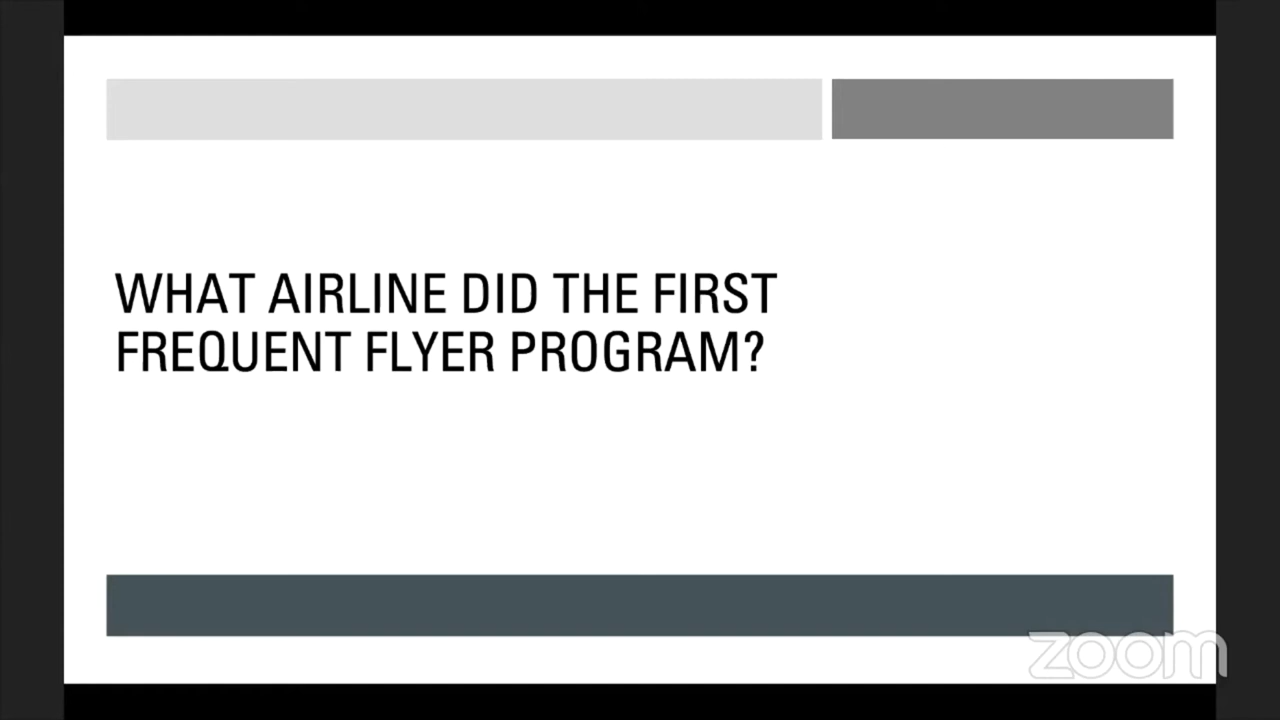 WHAT AIRLINE DID THE FIRST
FREQUENT FLYER PROGRAM?
zoom